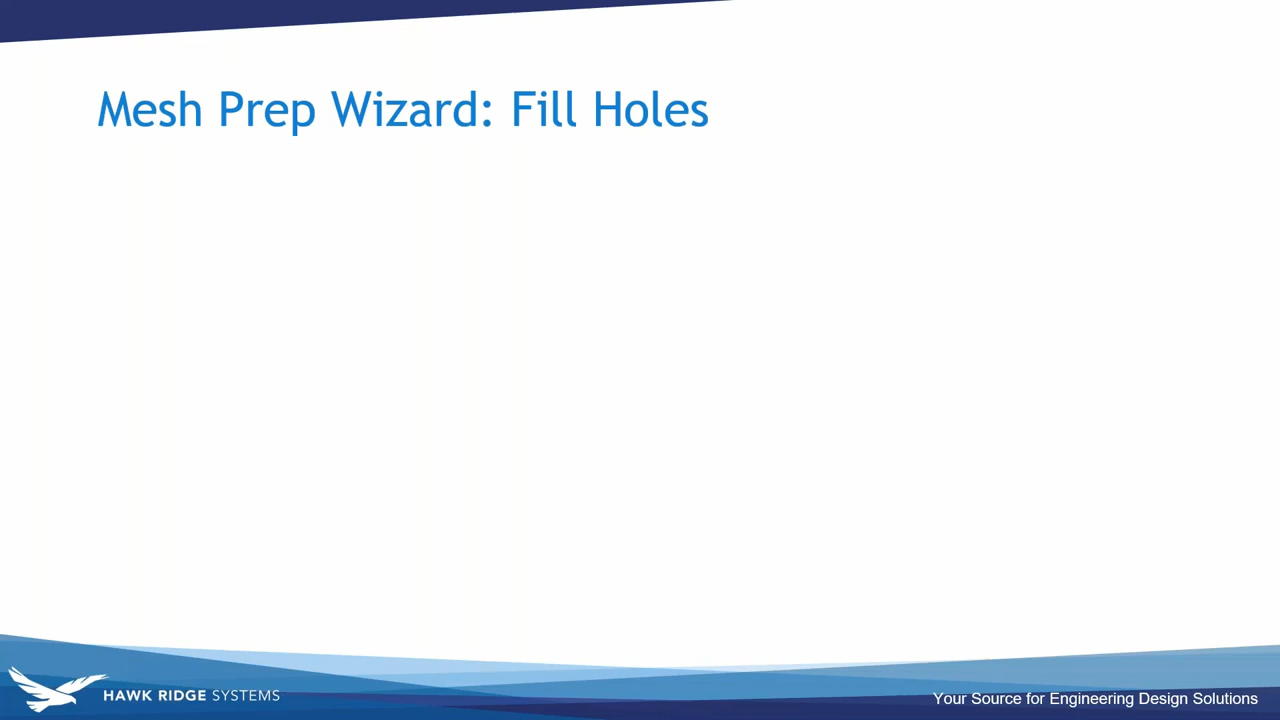 Mesh Prep Wizard: Fill Holes
HAWK RIDGE SYSTEMS
Your Source for Engineering Design Solutions